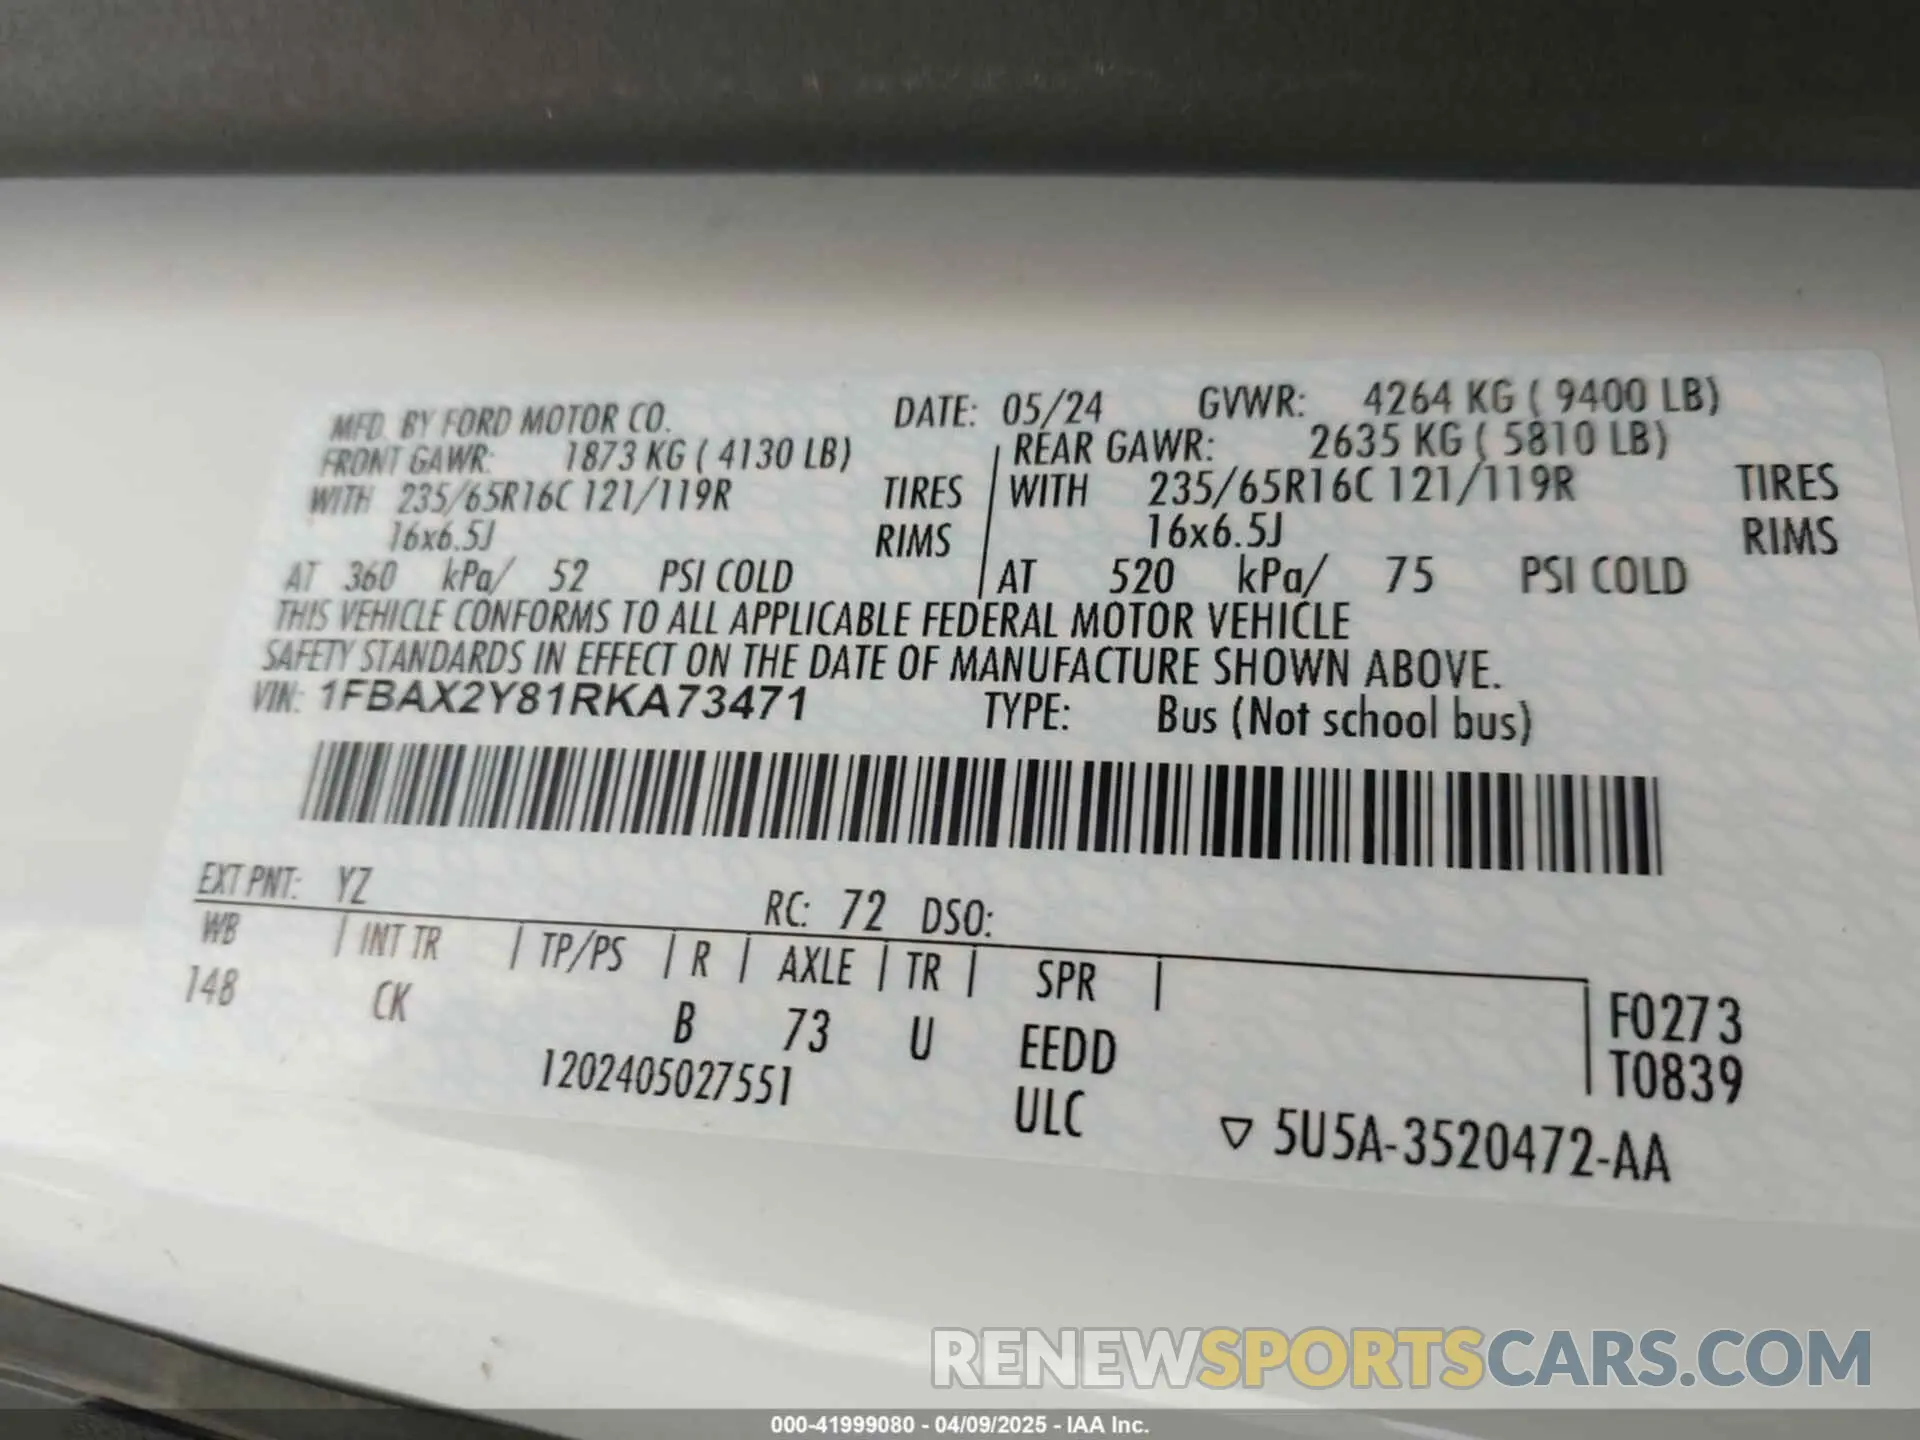 MFD. BY FORD MOTOR CO. DATE: 05/24 GVWR: 4264 KG ( 9400 LB)
FRONT GAWR: 1873 KG ( 4130 LB) REAR GAWR: 2635 KG ( 5810 LB)
WITH 235/65R16C 121/119R TIRES WITH 235/65R16C 121/119R TIRES
16x6.5J RIMS 16x6.5J RIMS
AT 360 kPa/ 52 PSI COLD AT 520 kPa/ 75 PSI COLD
THIS VEHICLE CONFORMS TO ALL APPLICABLE FEDERAL MOTOR VEHICLE
SAFETY STANDARDS IN EFFECT ON THE DATE OF MANUFACTURE SHOWN ABOVE.
VIN: 1FBAX2Y81RKA73471 TYPE: Bus (Not school bus)
EXT PNT: YZ RC: 72 DSO:
WB | INT TR | TP/PS | R | AXLE | TR | SPR |
148 CK B 73 U EEDD
F0273
T0839
1202405027551 ULC
▽ 5U5A-3520472-AA
RENEWSPORTSCARS.COM
000-41999080 - 04/09/2025 - IAA Inc.